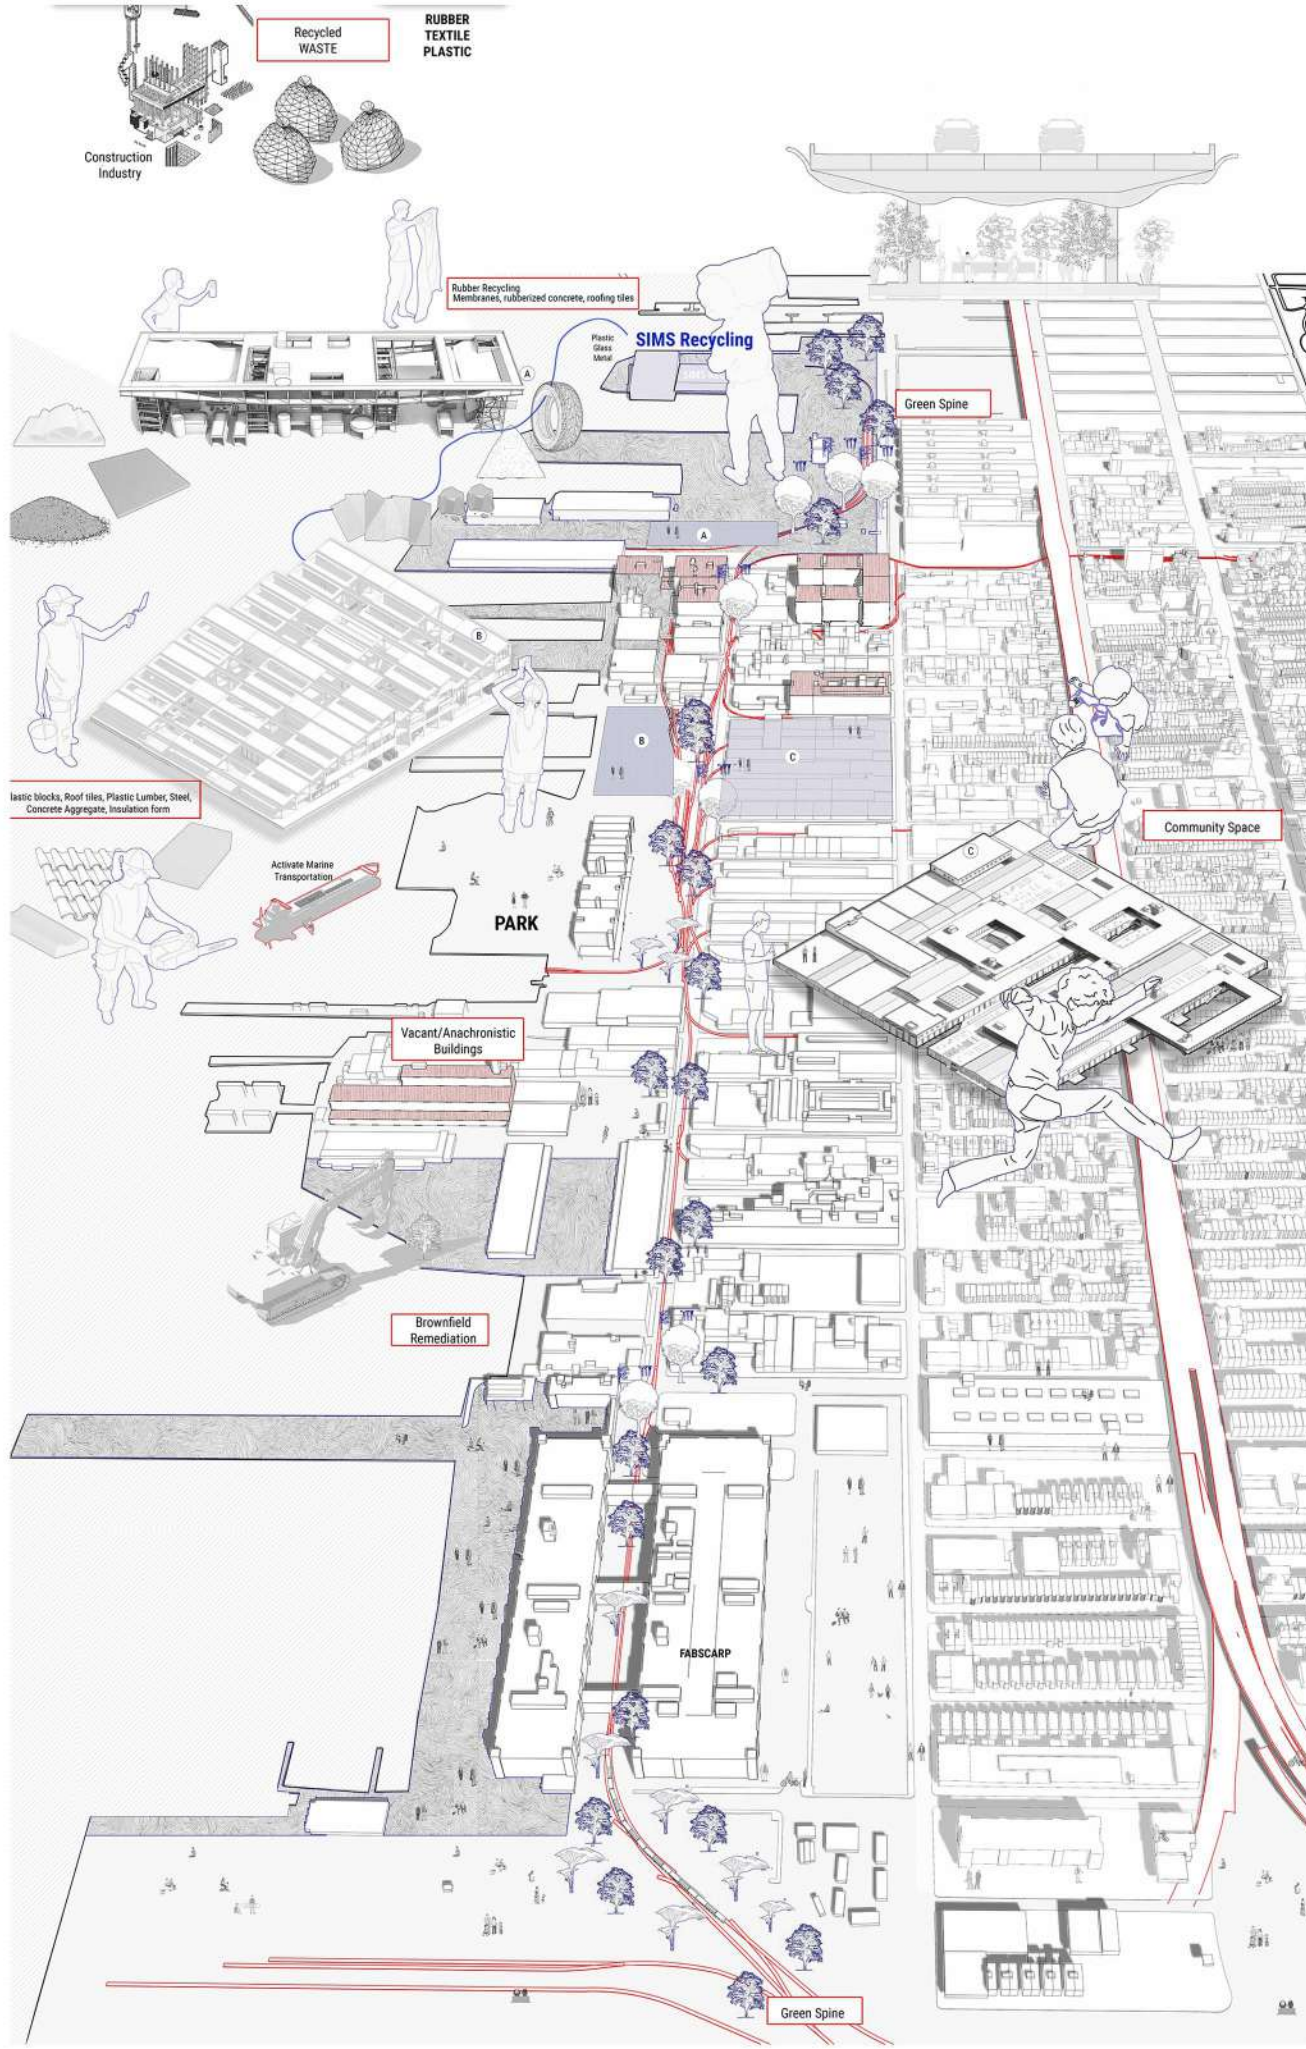 RUBBER
TEXTILE
PLASTIC
Recycled
WASTE
Construction
Industry
Rubber Recycling
Membranes, rubberized concrete, roofing tiles
Plastic
Glass
Metal
SIMS Recycling
A
Green Spine
A
B
B
C
lastic blocks, Roof tiles, Plastic Lumber, Steel,
Concrete Aggregate, Insulation form
Community Space
C
Activate Marine
Transportation
PARK
Vacant/Anachronistic
Buildings
Brownfield
Remediation
FABSCARP
Green Spine